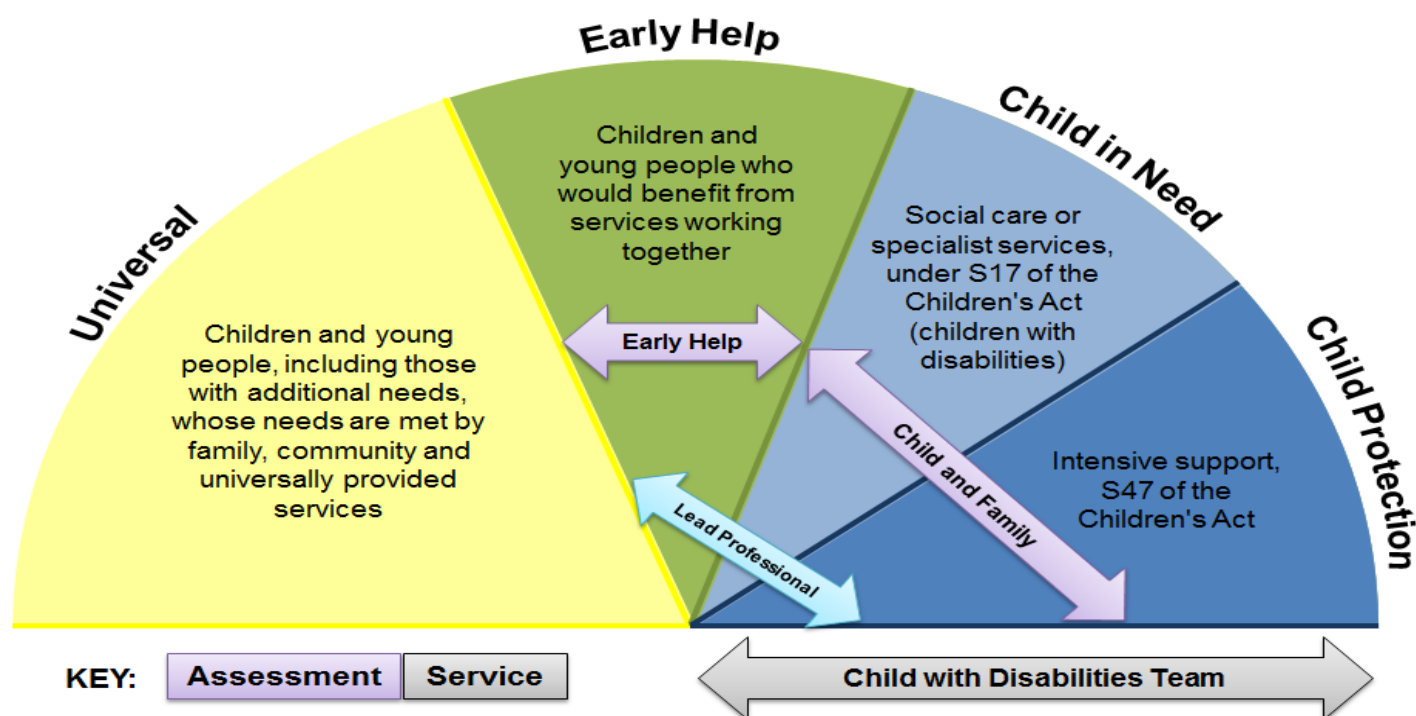 Early Help
Child in Need
Universal
Child Protection
Children and
young people who
would benefit from
services working
together
Social care or
specialist services,
under S17 of the
Children's Act
(children with
disabilities)
Children and young
people, including those
with additional needs,
whose needs are met by
family, community and
universally provided
services
Early Help
Child and Family
Intensive support,
S47 of the
Children's Act
Lead Professional
KEY:
Assessment
Service
Child with Disabilities Team